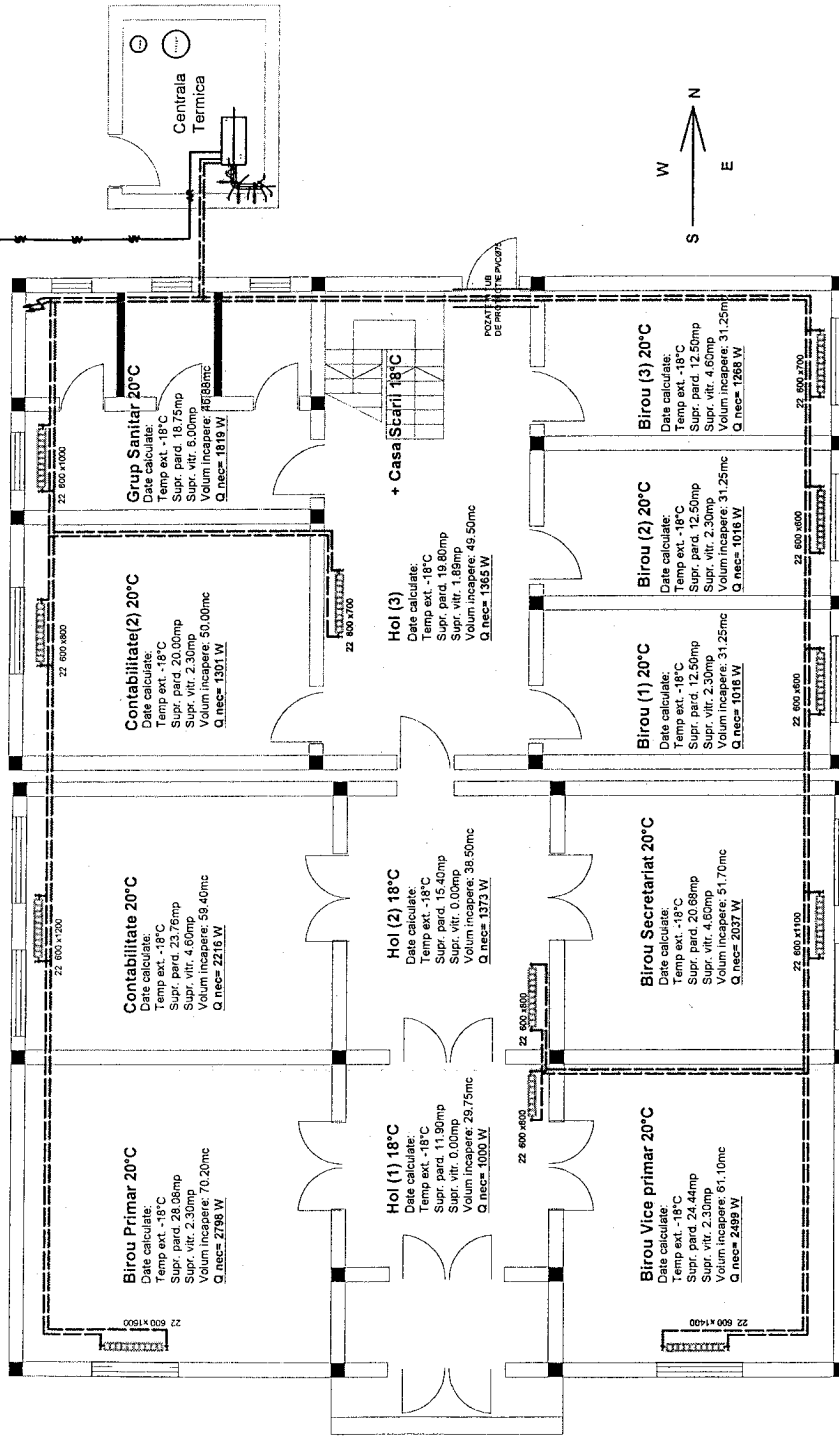 Centrala
Termica
W
N
S
E
Grup Sanitar 20°C
Date calculate:
Temp ext. -18°C
Supr. pard. 18.75mp
Supr. vitr. 6.00mp
Volum incapere: 46.88mc
Q nec= 1819 W
22 600 x1000
Contabilitate(2) 20°C
Date calculate:
Temp ext. -18°C
Supr. pard. 20.00mp
Supr. vitr. 2.30mp
Volum incapere: 50.00mc
Q nec= 1301 W
22 600 x800
Contabilitate 20°C
Date calculate:
Temp ext. -18°C
Supr. pard. 23.76mp
Supr. vitr. 4.60mp
Volum incapere: 59.40mc
Q nec= 2216 W
22 600 x1200
Birou Primar 20°C
Date calculate:
Temp ext. -18°C
Supr. pard. 28.08mp
Supr. vitr. 2.30mp
Volum incapere: 70.20mc
Q nec= 2798 W
22 600 x1600
Hol (1) 18°C
Date calculate:
Temp ext. -18°C
Supr. pard. 11.90mp
Supr. vitr. 0.00mp
Volum incapere: 29.75mc
Q nec= 1000 W
22 600 x600
Hol (2) 18°C
Date calculate:
Temp ext. -18°C
Supr. pard. 15.40mp
Supr. vitr. 0.00mp
Volum incapere: 38.50mc
Q nec= 1373 W
22 600 x800
Hol (3)
+ Casa Scarii 18°C
Date calculate:
Temp ext. -18°C
Supr. pard. 19.80mp
Supr. vitr. 1.89mp
Volum incapere: 49.50mc
Q nec= 1365 W
22 600 x700
DE PROTECTIE PVC Ø75
Birou Vice primar 20°C
Date calculate:
Temp ext. -18°C
Supr. pard. 24.44mp
Supr. vitr. 2.30mp
Volum incapere: 61.10mc
Q nec= 2499 W
22 600 x1400
Birou Secretariat 20°C
Date calculate:
Temp ext. -18°C
Supr. pard. 20.68mp
Supr. vitr. 4.60mp
Volum incapere: 51.70mc
Q nec= 2037 W
22 600 x1100
Birou (1) 20°C
Date calculate:
Temp ext. -18°C
Supr. pard. 12.50mp
Supr. vitr. 2.30mp
Volum incapere: 31.25mc
Q nec= 1016 W
22 600 x600
Birou (2) 20°C
Date calculate:
Temp ext. -18°C
Supr. pard. 12.50mp
Supr. vitr. 2.30mp
Volum incapere: 31.25mc
Q nec= 1016 W
22 600 x600
Birou (3) 20°C
Date calculate:
Temp ext. -18°C
Supr. pard. 12.50mp
Supr. vitr. 4.60mp
Volum incapere: 31.25mc
Q nec= 1268 W
22 600 x700